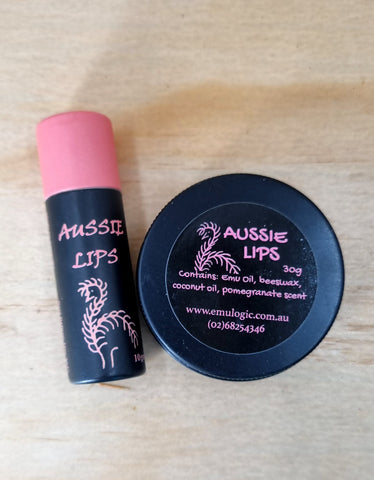 AUSSIE
LIPS
10g
AUSSIE
LIPS
30g
Contains: Emu Oil, beeswax,
coconut oil, pomegranate scent
www.emulogic.com.au
(02)68254346